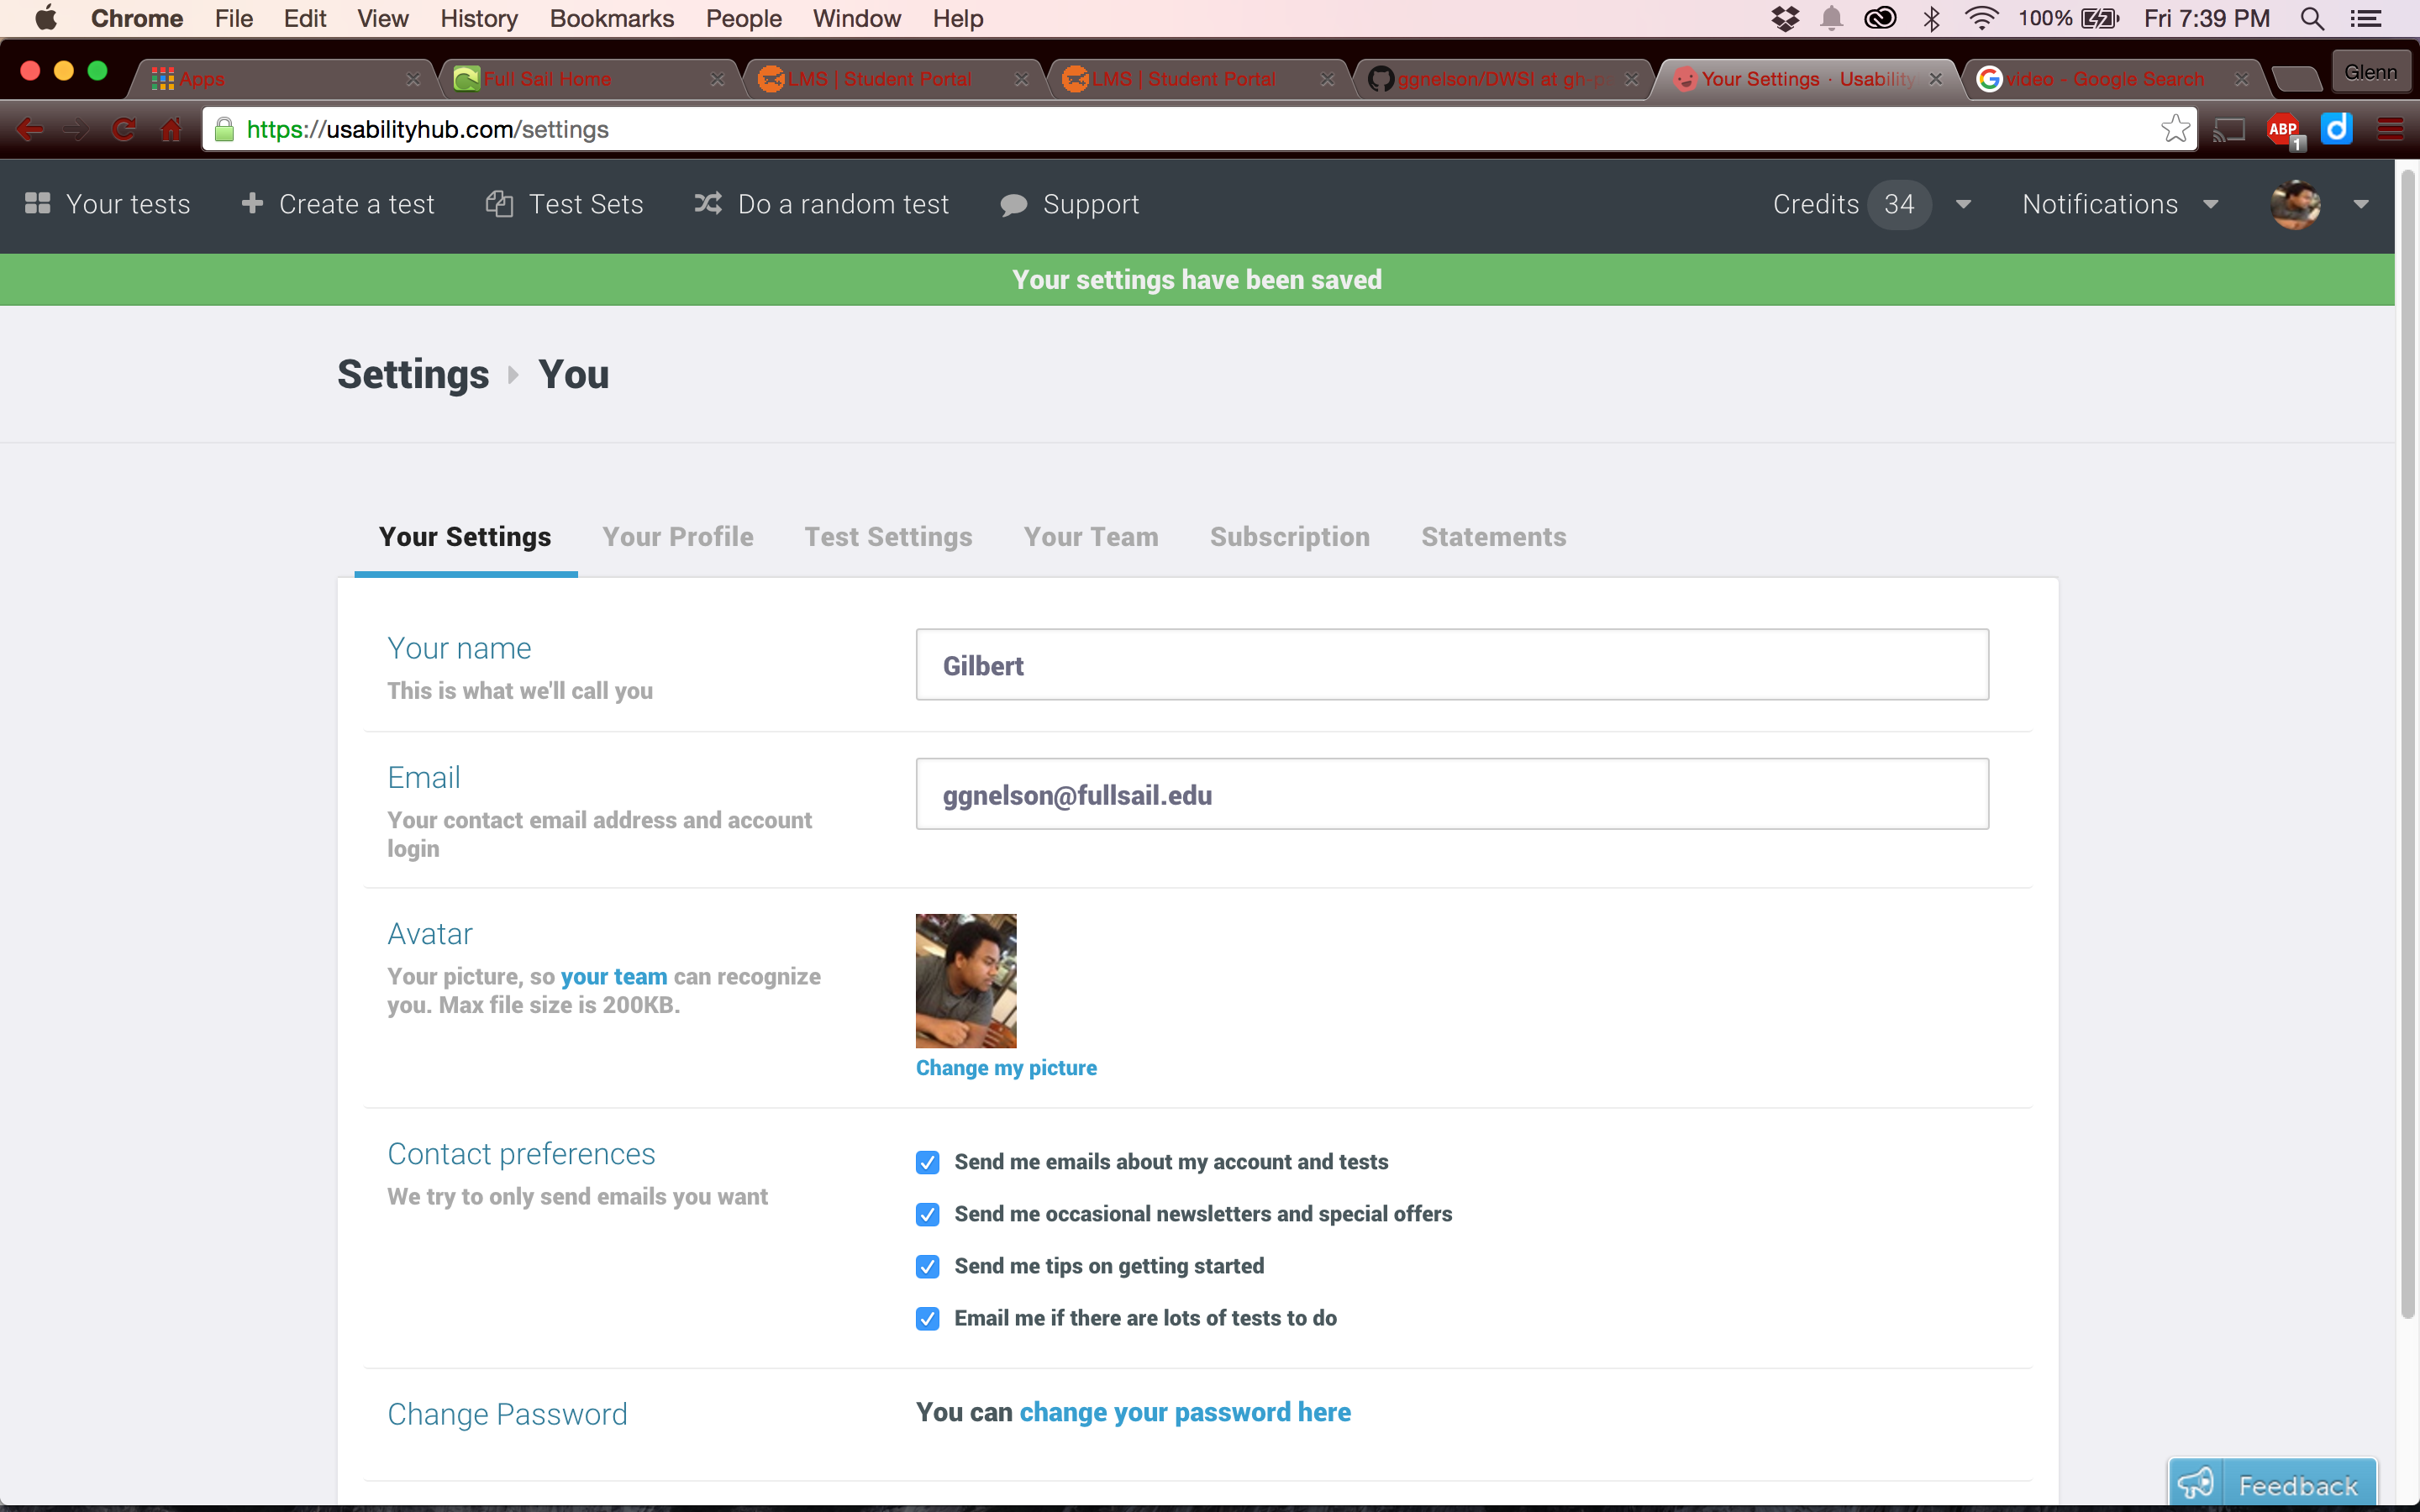 Chrome File Edit View History Bookmarks People Window Help 100% Fri 7:39 PM
Apps Full Sail Home LMS | Student Portal LMS | Student Portal ggnelson/DWSI at gh-p Your Settings · Usability video - Google Search Glenn
https://usabilityhub.com/settings ABP 1 d
Your tests Create a test Test Sets Do a random test Support Credits 34 Notifications
Your settings have been saved
Settings You
Your Settings Your Profile Test Settings Your Team Subscription Statements
Your name
Gilbert
This is what we'll call you
Email
ggnelson@fullsail.edu
Your contact email address and account
login
Avatar
Your picture, so your team can recognize
you. Max file size is 200KB.
Change my picture
Contact preferences
We try to only send emails you want
Send me emails about my account and tests
Send me occasional newsletters and special offers
Send me tips on getting started
Email me if there are lots of tests to do
Change Password
You can change your password here
Feedback